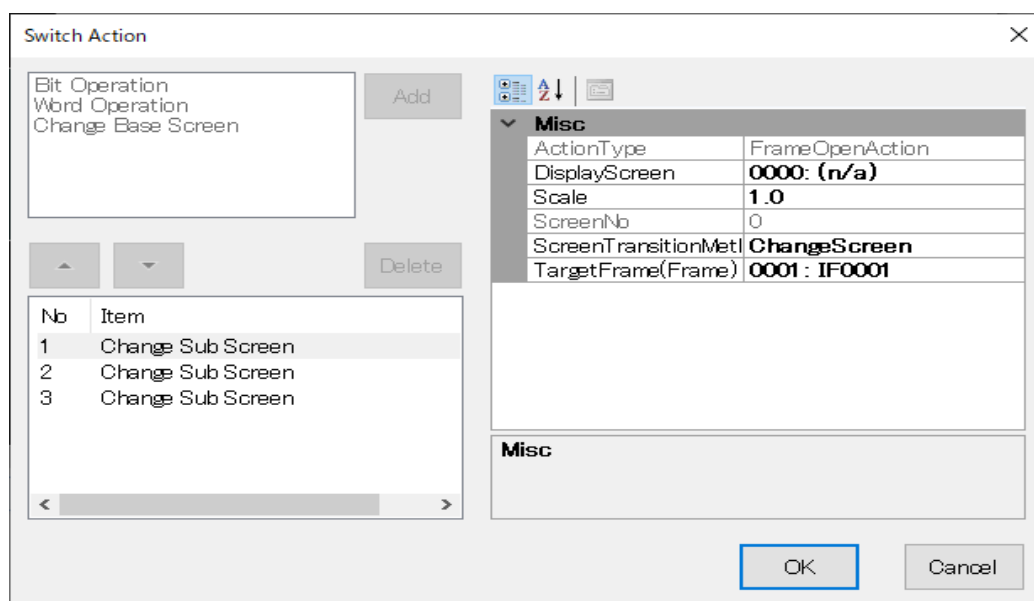 Switch Action
Bit Operation
Word Operation
Change Base Screen
Add
Delete
No Item
1 Change Sub Screen
2 Change Sub Screen
3 Change Sub Screen
Misc
ActionType FrameOpenAction
DisplayScreen 0000: (n/a)
Scale 1.0
ScreenNo 0
ScreenTransitionMetl ChangeScreen
TargetFrame(Frame) 0001 : IF0001
Misc
OK Cancel